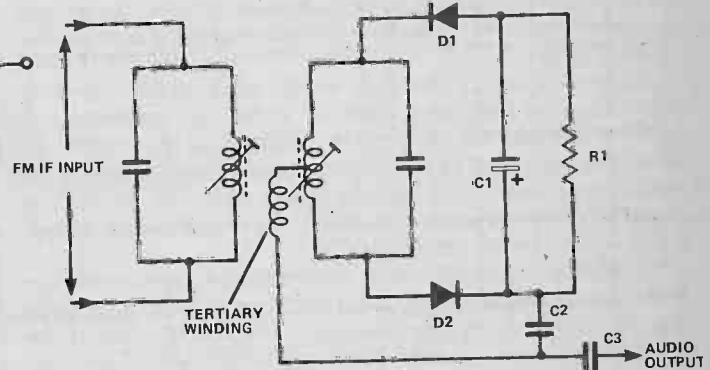 D1
FM IF INPUT
C1
+
R1
TERTIARY
WINDING
D2
C2
C3
AUDIO
OUTPUT